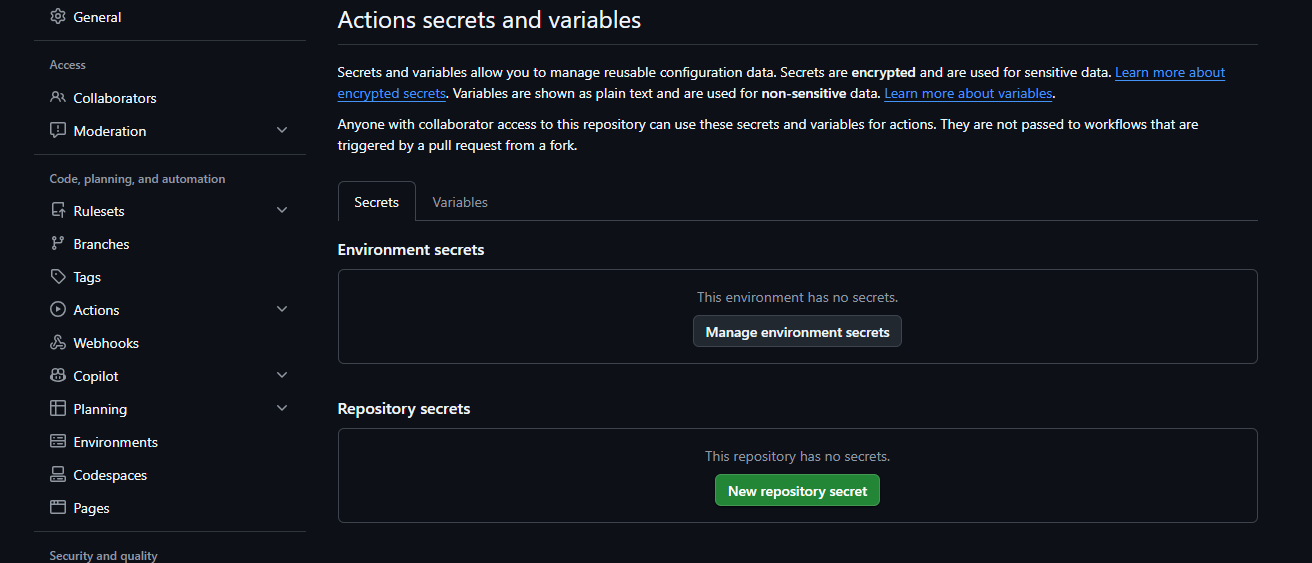 General
Access
Collaborators
Moderation
Code, planning, and automation
Rulesets
Branches
Tags
Actions
Webhooks
Copilot
Planning
Environments
Codespaces
Pages
Security and quality
Actions secrets and variables
Secrets and variables allow you to manage reusable configuration data. Secrets are encrypted and are used for sensitive data. Learn more about
encrypted secrets. Variables are shown as plain text and are used for non-sensitive data. Learn more about variables.
Anyone with collaborator access to this repository can use these secrets and variables for actions. They are not passed to workflows that are
triggered by a pull request from a fork.
Secrets Variables
Environment secrets
This environment has no secrets.
Manage environment secrets
Repository secrets
This repository has no secrets.
New repository secret